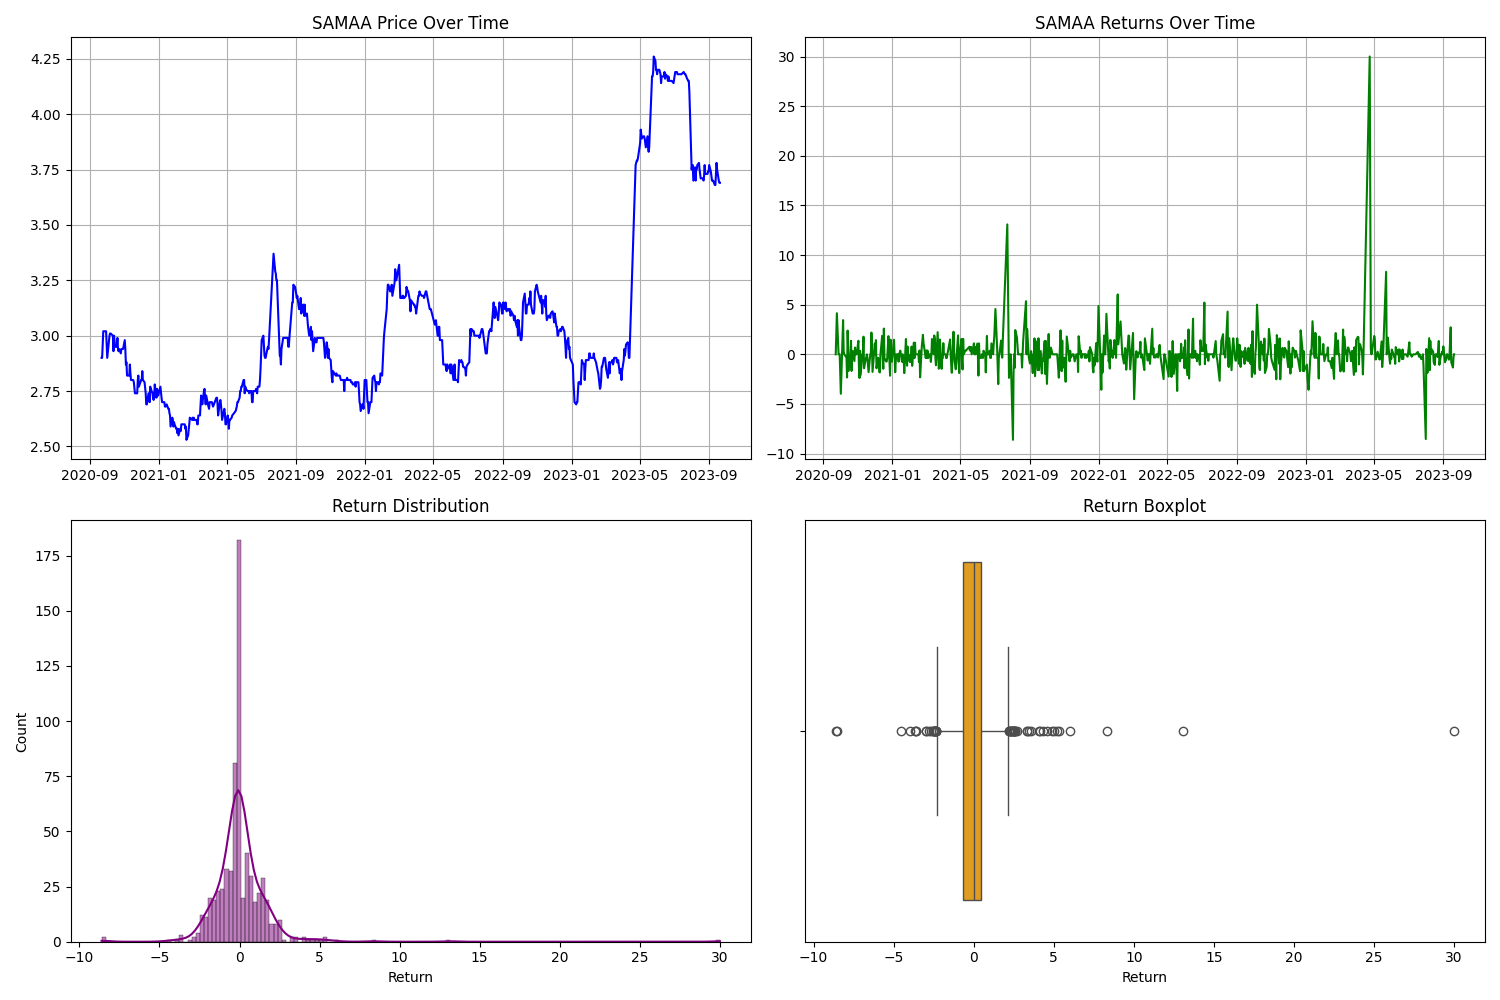 SAMAA Price Over Time
4.25
4.00
3.75
3.50
3.25
3.00
2.75
2.50
2020-09 2021-01 2021-05 2021-09 2022-01 2022-05 2022-09 2023-01 2023-05 2023-09
SAMAA Returns Over Time
30
25
20
15
10
5
0
−5
−10
2020-09 2021-01 2021-05 2021-09 2022-01 2022-05 2022-09 2023-01 2023-05 2023-09
Return Distribution
Count
175
150
125
100
75
50
25
0
−10 −5 0 5 10 15 20 25 30
Return
Return Boxplot
−10 −5 0 5 10 15 20 25 30
Return